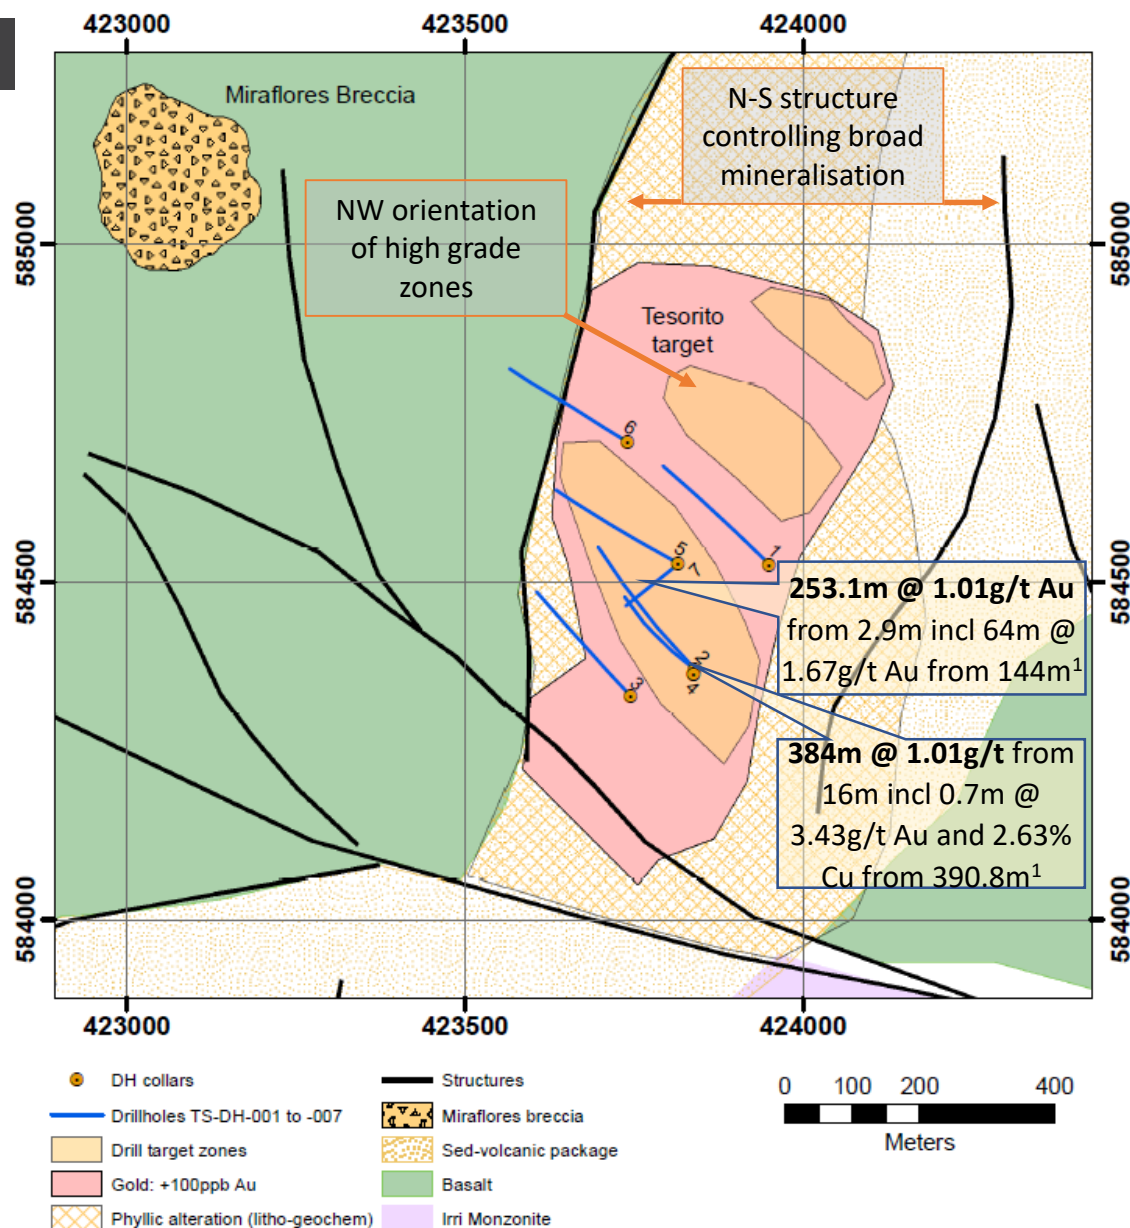 423000
423500
424000
Miraflores Breccia
N-S structure
controlling broad
mineralisation
NW orientation
of high grade
zones
585000
585000
Tesorito
target
6
5
7
1
584500
584500
253.1m @ 1.01g/t Au
from 2.9m incl 64m @
1.67g/t Au from 144m¹
2
4
3
384m @ 1.01g/t from
16m incl 0.7m @
3.43g/t Au and 2.63%
Cu from 390.8m¹
584000
584000
423000
423500
424000
DH collars
Drillholes TS-DH-001 to -007
Drill target zones
Gold: +100ppb Au
Phyllic alteration (litho-geochem)
Structures
Miraflores breccia
Sed-volcanic package
Basalt
Irri Monzonite
0 100 200 400
Meters